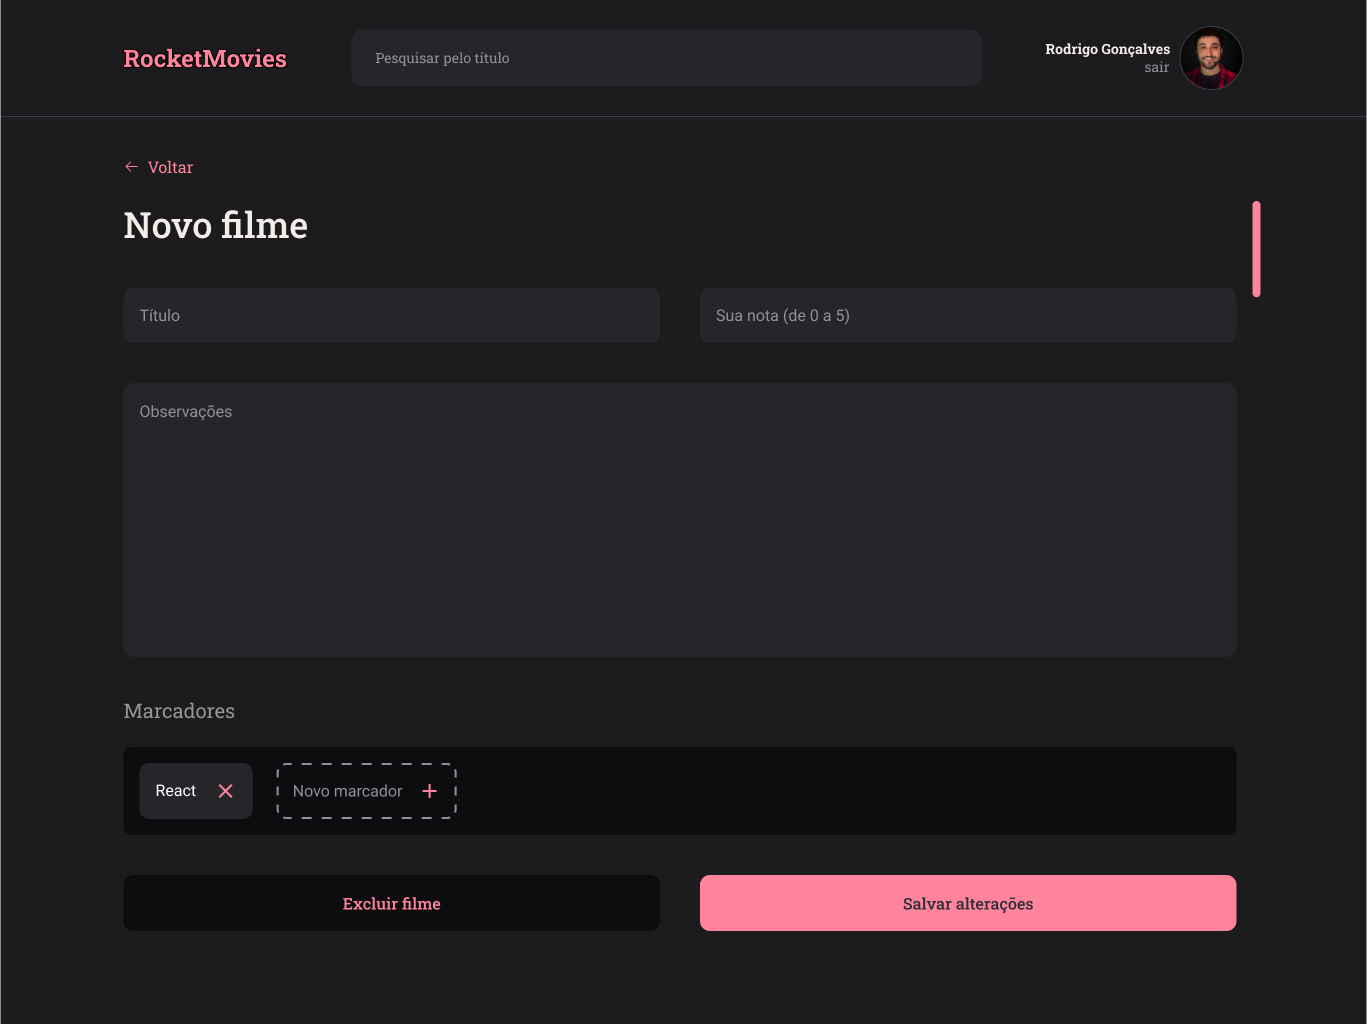 RocketMovies
Pesquisar pelo título
Rodrigo Gonçalves
sair
Voltar
Novo filme
Título
Sua nota (de 0 a 5)
Observações
Marcadores
React
Novo marcador
Excluir filme
Salvar alterações